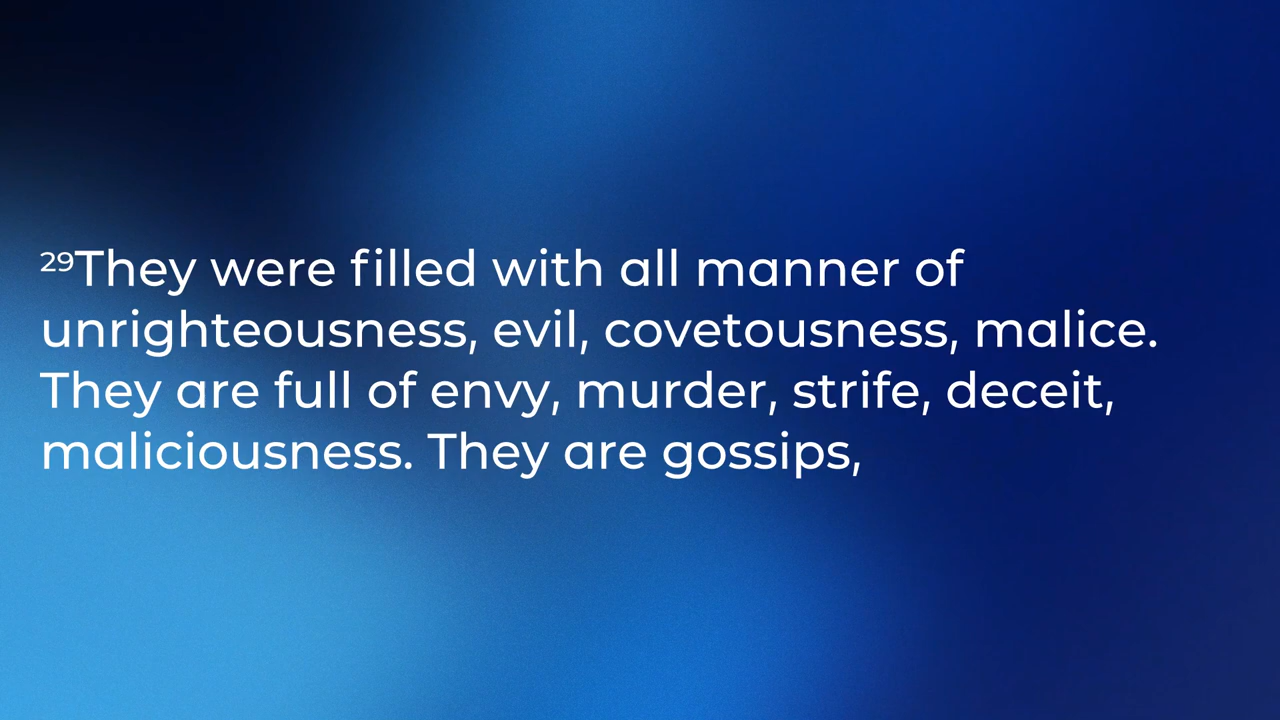 29They were filled with all manner of
unrighteousness, evil, covetousness, malice.
They are full of envy, murder, strife, deceit,
maliciousness. They are gossips,